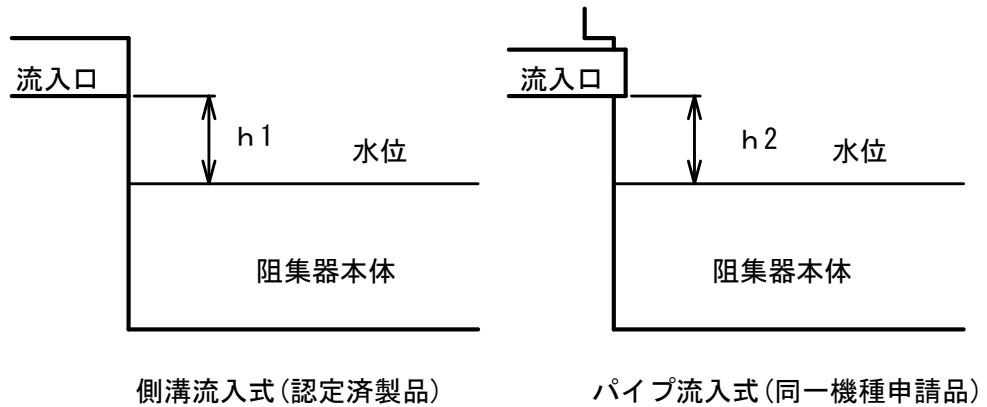 流入口
h1
水位
阻集器本体
側溝流入式(認定済製品)
流入口
h2
水位
阻集器本体
パイプ流入式(同一機種申請品)